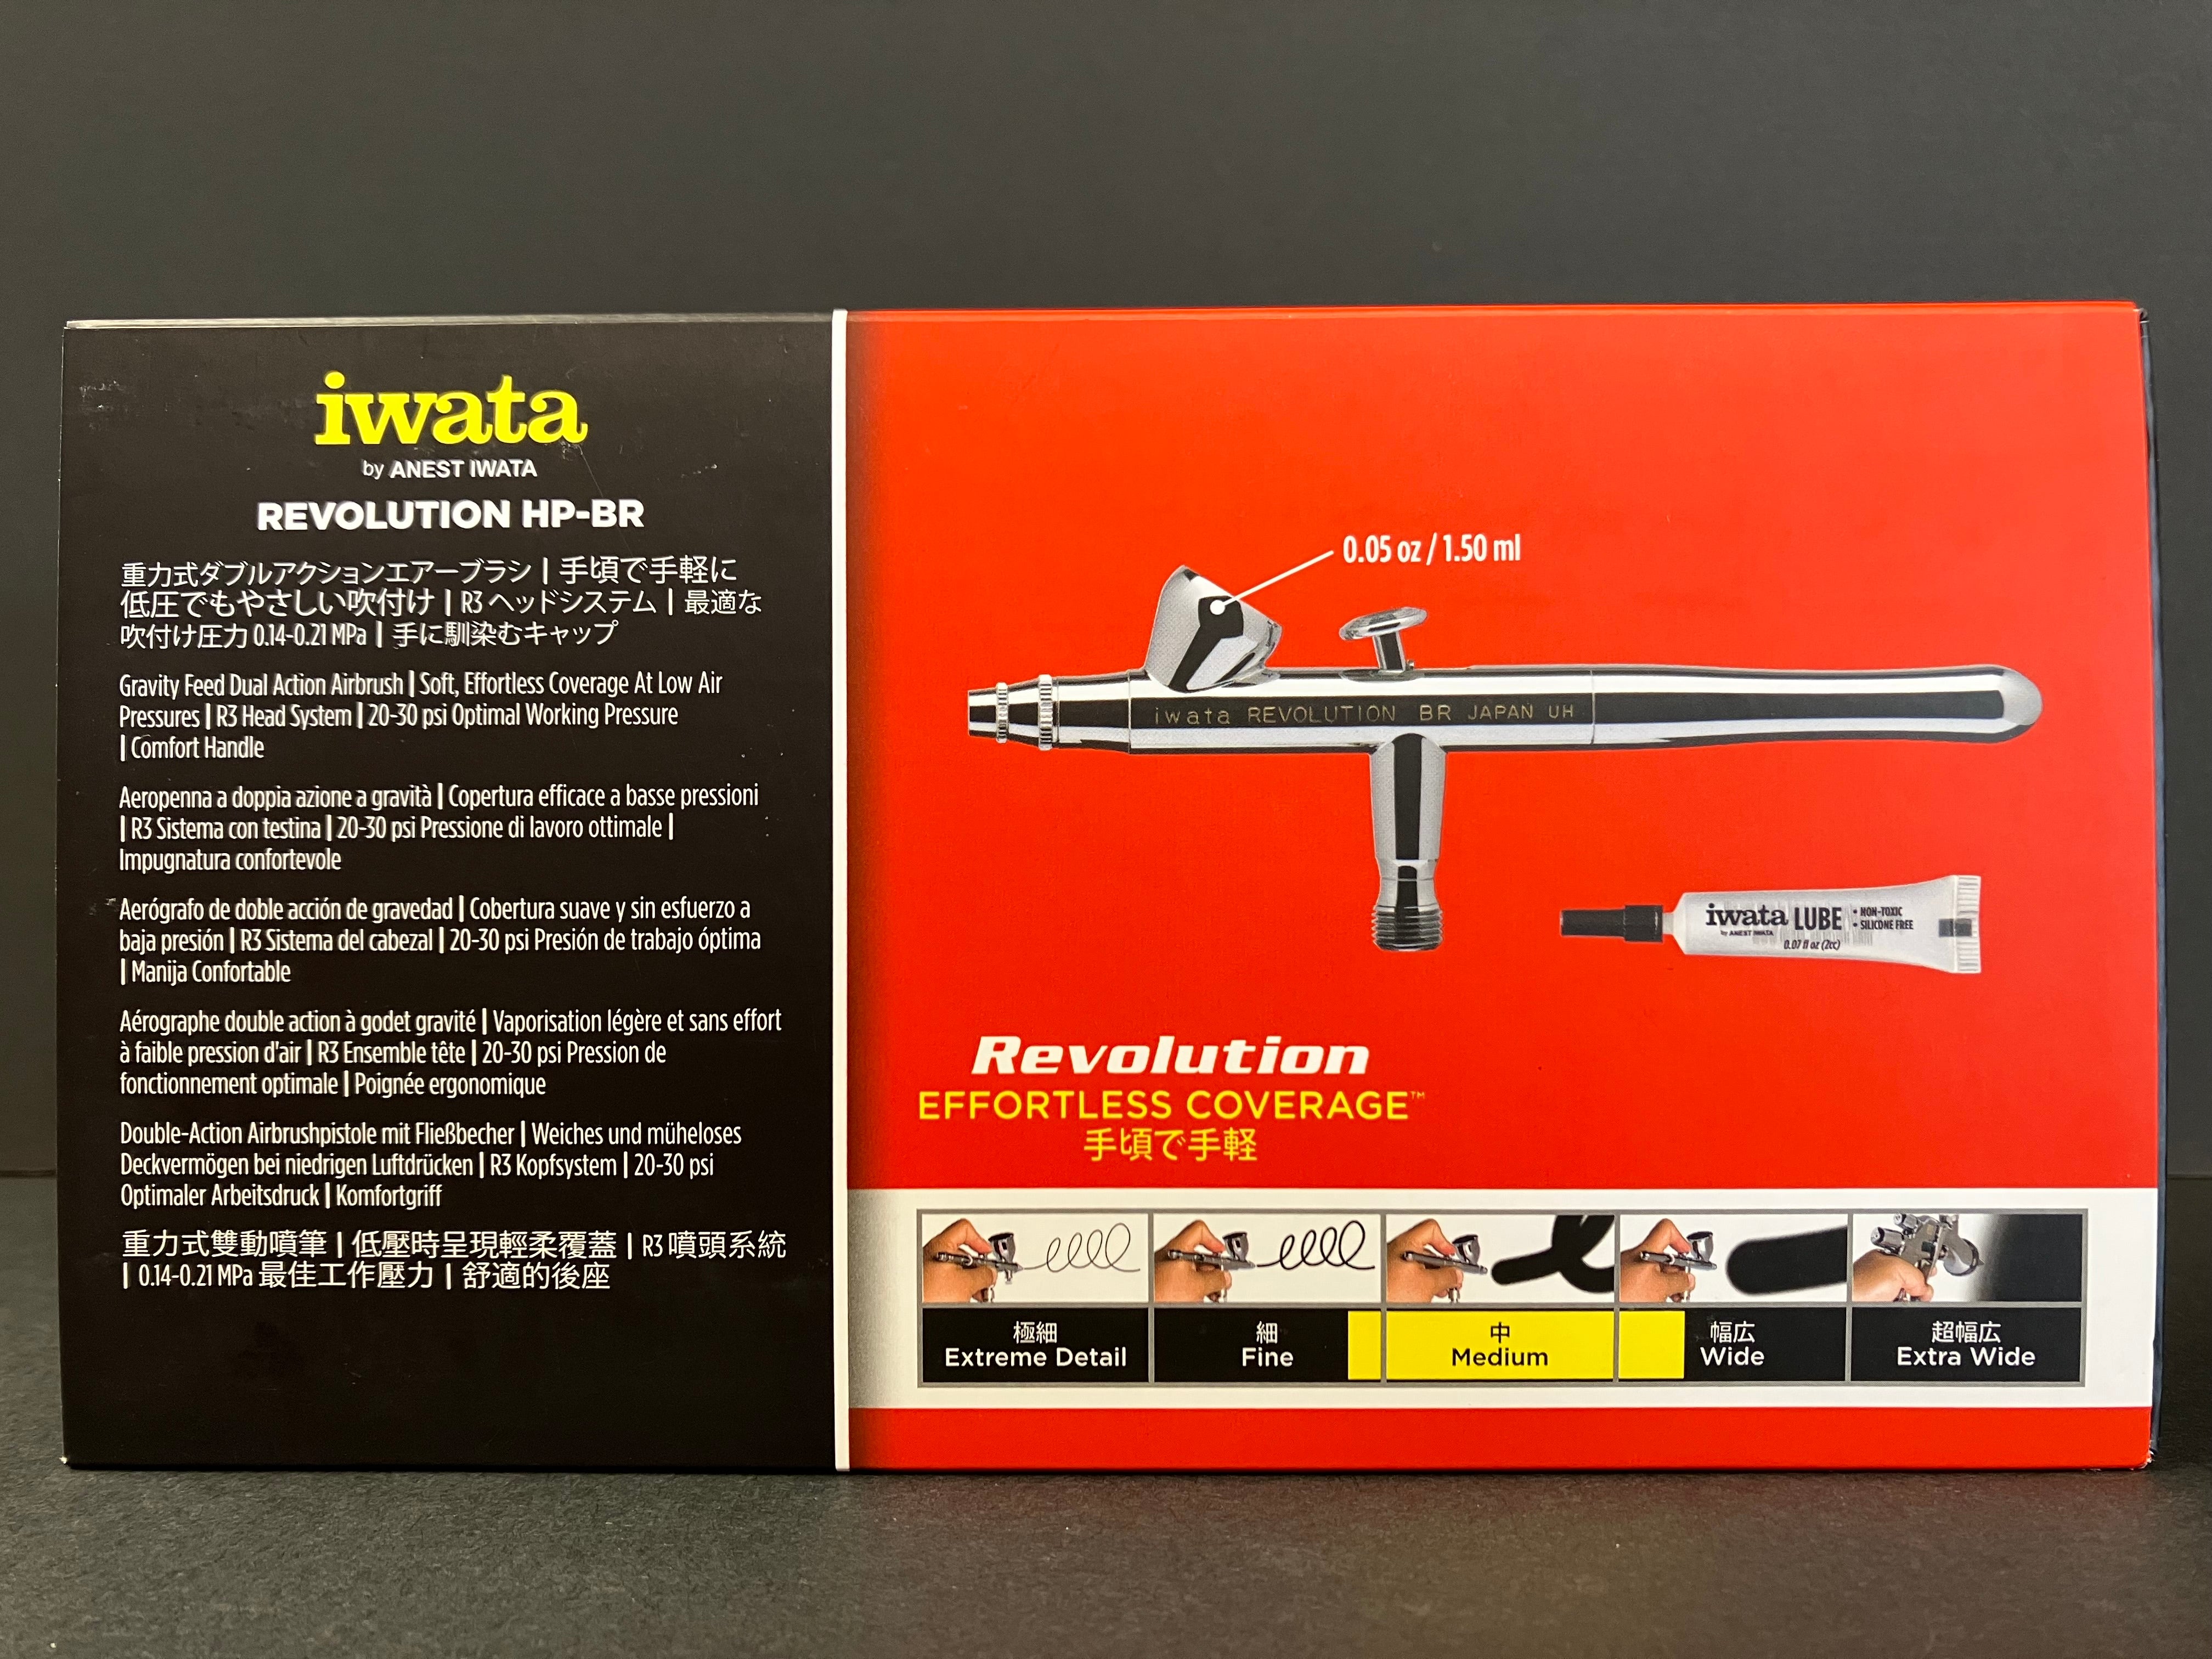 iwata
by ANEST IWATA
REVOLUTION HP-BR
重力式ダブルアクションエアーブラシ | 手頃で手軽に
低圧でもやさしい吹付け | R3 ヘッドシステム | 最適な
吹付け圧力 0.14-0.21 MPa | 手に馴染むキャップ
Gravity Feed Dual Action Airbrush | Soft, Effortless Coverage At Low Air
Pressures | R3 Head System | 20-30 psi Optimal Working Pressure
| Comfort Handle
Aeropenna a doppia azione a gravità | Copertura efficace a basse pressioni
| R3 Sistema con testina | 20-30 psi Pressione di lavoro ottimale |
Impugnatura confortevole
Aerógrafo de doble acción de gravedad | Cobertura suave y sin esfuerzo a
baja presión | R3 Sistema del cabezal | 20-30 psi Presión de trabajo óptima
| Manija Confortable
Aérographe double action à godet gravité | Vaporisation légère et sans effort
à faible pression d'air | R3 Ensemble tête | 20-30 psi Pression de
fonctionnement optimale | Poignée ergonomique
Double-Action Airbrushpistole mit Fließbecher | Weiches und müheloses
Deckvermögen bei niedrigen Luftdrücken | R3 Kopfsystem | 20-30 psi
Optimaler Arbeitsdruck | Komfortgriff
重力式雙動噴筆 | 低壓時呈現輕柔覆蓋 | R3 噴頭系統
| 0.14-0.21 MPa 最佳工作壓力 | 舒適的後座
0.05 oz / 1.50 ml
iwata REVOLUTION BR JAPAN UH
iwata LUBE
by ANEST IWATA
• NON-TOXIC
• SILICONE FREE
0.07 fl oz (2cc)
Revolution
EFFORTLESS COVERAGE™
手頃で手軽
極細
Extreme Detail
細
Fine
中
Medium
幅広
Wide
超幅広
Extra Wide